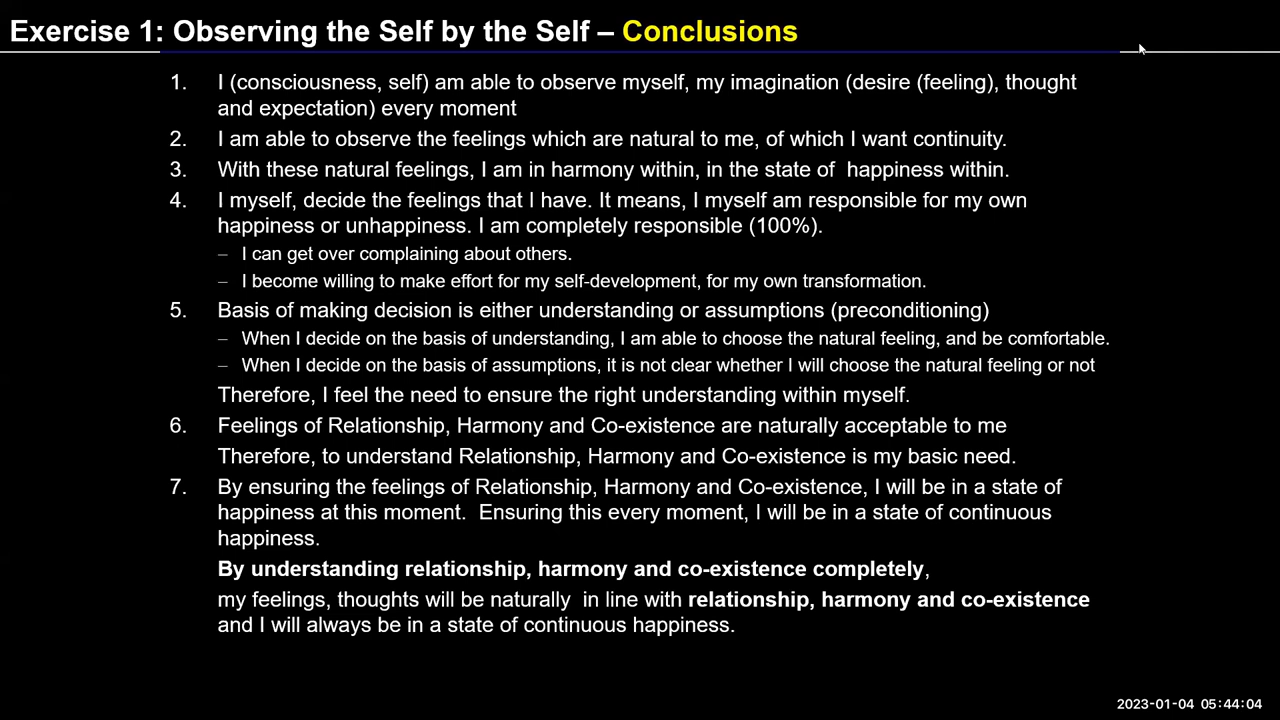 Exercise 1: Observing the Self by the Self – Conclusions
1. I (consciousness, self) am able to observe myself, my imagination (desire (feeling), thought
and expectation) every moment
2. I am able to observe the feelings which are natural to me, of which I want continuity.
3. With these natural feelings, I am in harmony within, in the state of  happiness within.
4. I myself, decide the feelings that I have. It means, I myself am responsible for my own
happiness or unhappiness. I am completely responsible (100%).
– I can get over complaining about others.
– I become willing to make effort for my self-development, for my own transformation.
5. Basis of making decision is either understanding or assumptions (preconditioning)
– When I decide on the basis of understanding, I am able to choose the natural feeling, and be comfortable.
– When I decide on the basis of assumptions, it is not clear whether I will choose the natural feeling or not
Therefore, I feel the need to ensure the right understanding within myself.
6. Feelings of Relationship, Harmony and Co-existence are naturally acceptable to me
Therefore, to understand Relationship, Harmony and Co-existence is my basic need.
7. By ensuring the feelings of Relationship, Harmony and Co-existence, I will be in a state of
happiness at this moment.  Ensuring this every moment, I will be in a state of continuous
happiness.
By understanding relationship, harmony and co-existence completely,
my feelings, thoughts will be naturally  in line with relationship, harmony and co-existence
and I will always be in a state of continuous happiness.
2023-01-04 05:44:04